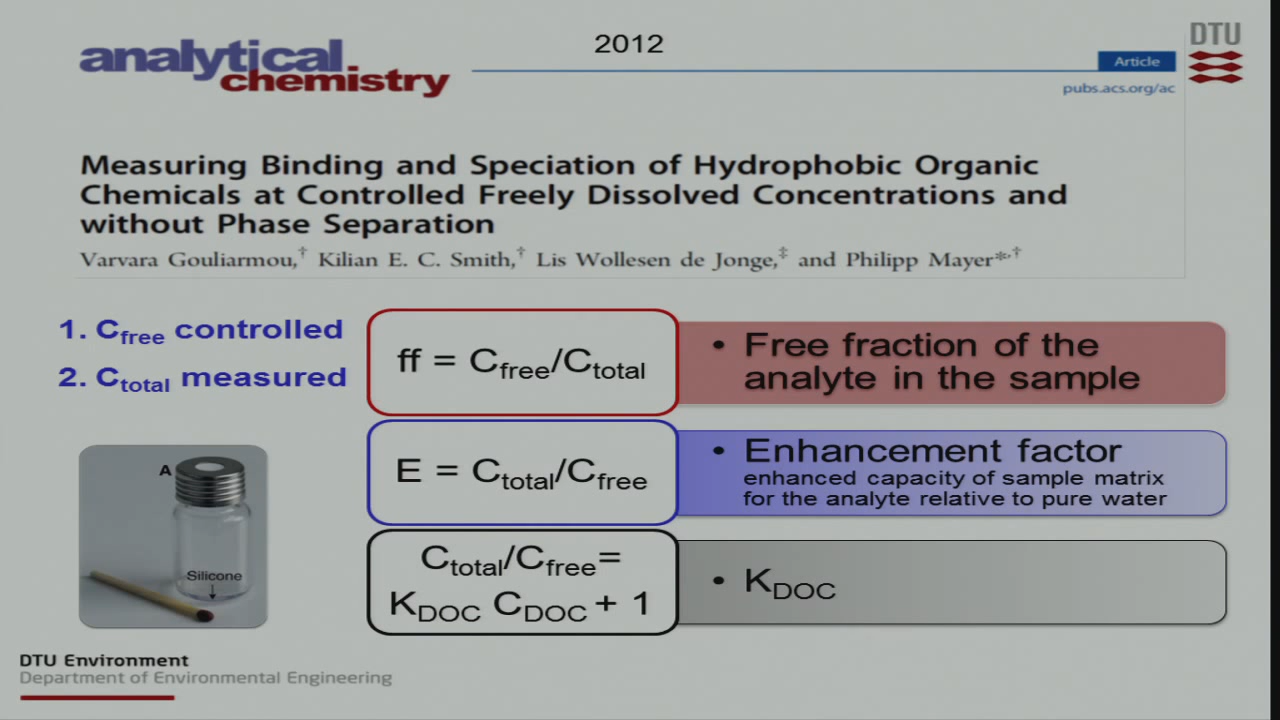 2012
DTU
analytical
chemistry
Article
pubs.acs.org/ac
Measuring Binding and Speciation of Hydrophobic Organic
Chemicals at Controlled Freely Dissolved Concentrations and
without Phase Separation
Varvara Gouliarmou,† Kilian E. C. Smith,† Lis Wollesen de Jonge,‡ and Philipp Mayer*,†
1. Cfree controlled
2. Ctotal measured
ff = Cfree/Ctotal
• Free fraction of the
analyte in the sample
E = Ctotal/Cfree
• Enhancement factor
enhanced capacity of sample matrix
for the analyte relative to pure water
Ctotal/Cfree=
KDOC CDOC + 1
• KDOC
A
Silicone
DTU Environment
Department of Environmental Engineering